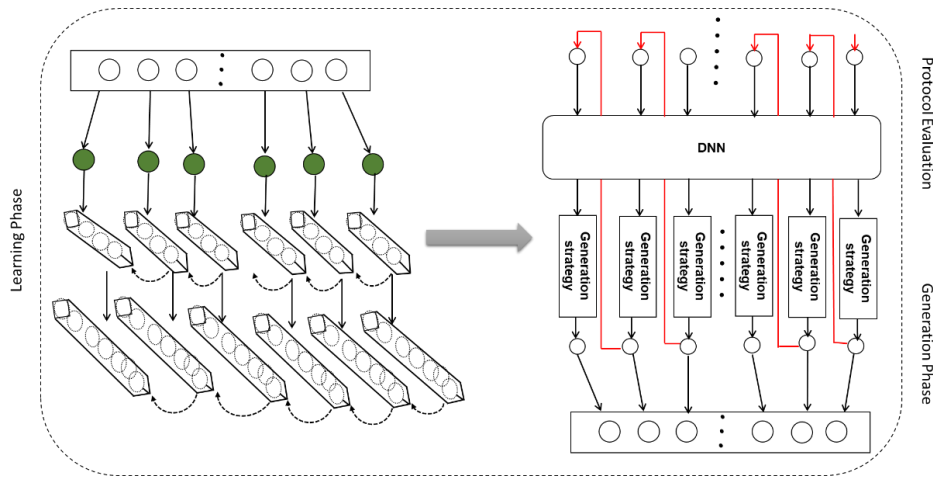 Learning Phase
Protocol Evaluation
DNN
Generation strategy
Generation strategy
Generation strategy
Generation strategy
Generation strategy
Generation strategy
Generation Phase